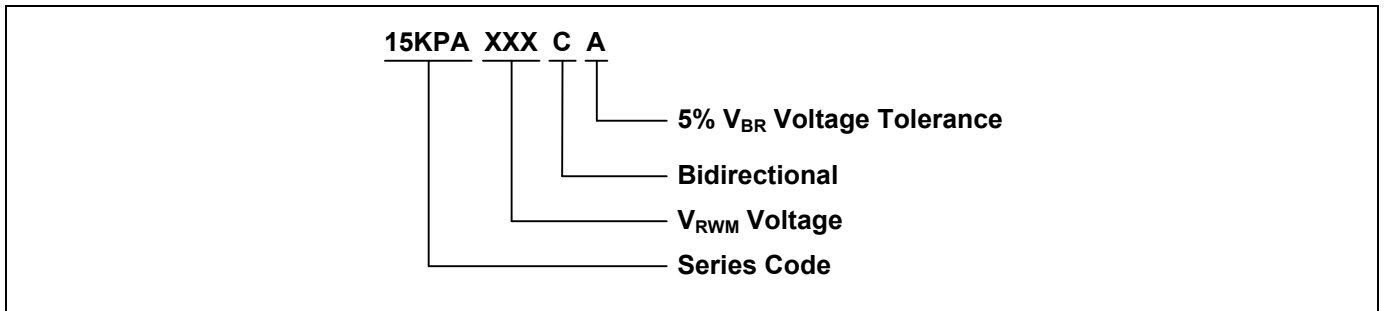 15KPA XXX C A
5% VBR Voltage Tolerance
Bidirectional
VRWM Voltage
Series Code